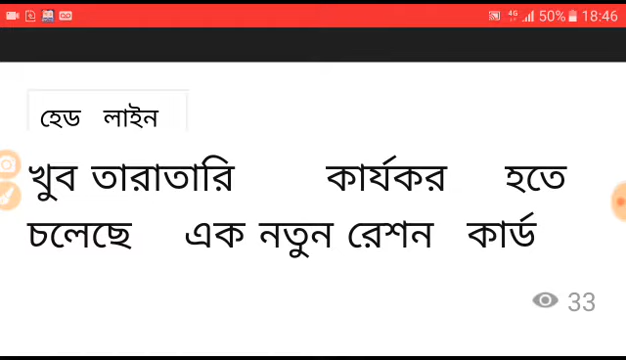 50% 18:46
হেড লাইন
খুব তারাতারি কার্যকর হতে
চলেছে এক নতুন রেশন কার্ড
33